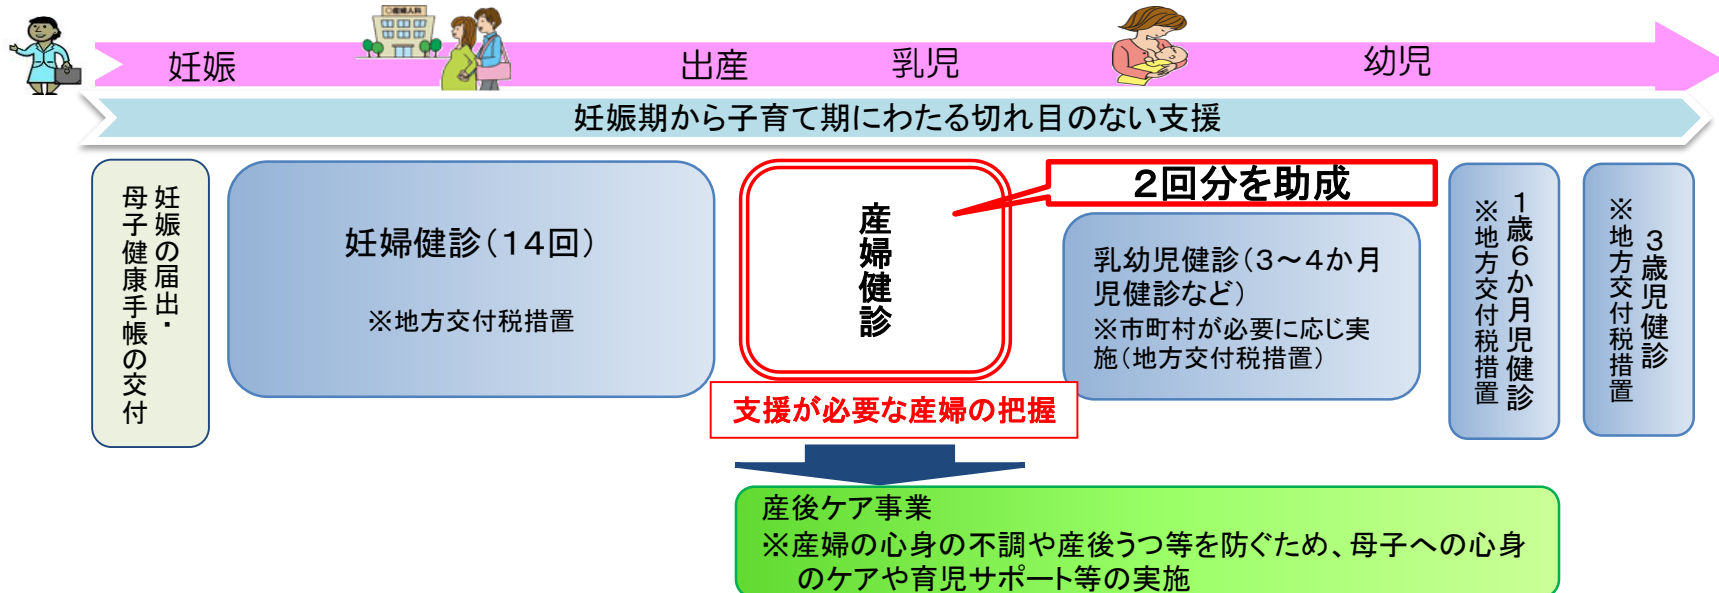 妊娠
○産婦人科
出産
乳児
幼児
妊娠期から子育て期にわたる切れ目のない支援
妊娠の届出・
母子健康手帳の交付
妊婦健診(14回)
※地方交付税措置
産婦健診
2回分を助成
乳幼児健診(3~4か月
児健診など)
※市町村が必要に応じ実
施(地方交付税措置)
1歳6か月児健診
※地方交付税措置
3歳児健診
※地方交付税措置
支援が必要な産婦の把握
産後ケア事業
※産婦の心身の不調や産後うつ等を防ぐため、母子への心身
のケアや育児サポート等の実施